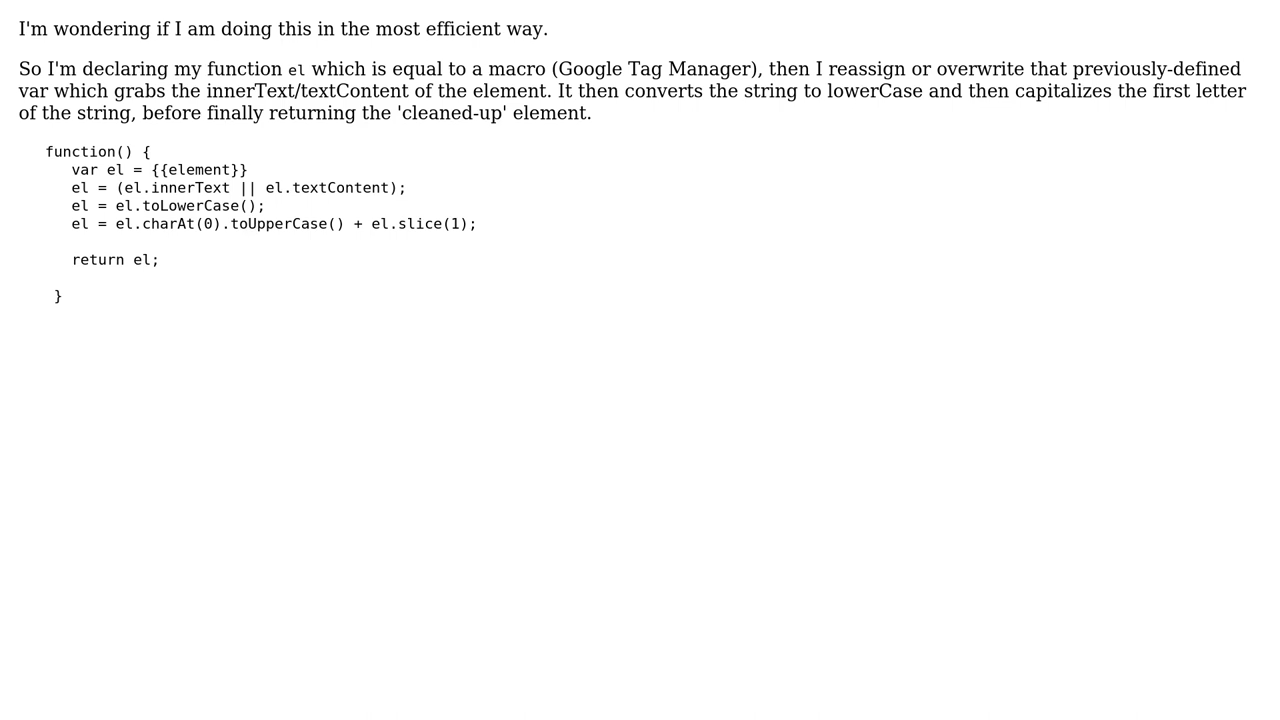 I'm wondering if I am doing this in the most efficient way.
So I'm declaring my function el which is equal to a macro (Google Tag Manager), then I reassign or overwrite that previously-defined
var which grabs the innerText/textContent of the element. It then converts the string to lowerCase and then capitalizes the first letter
of the string, before finally returning the 'cleaned-up' element.
function() {
var el = {{element}}
el = (el.innerText || el.textContent);
el = el.toLowerCase();
el = el.charAt(0).toUpperCase() + el.slice(1);
return el;
}